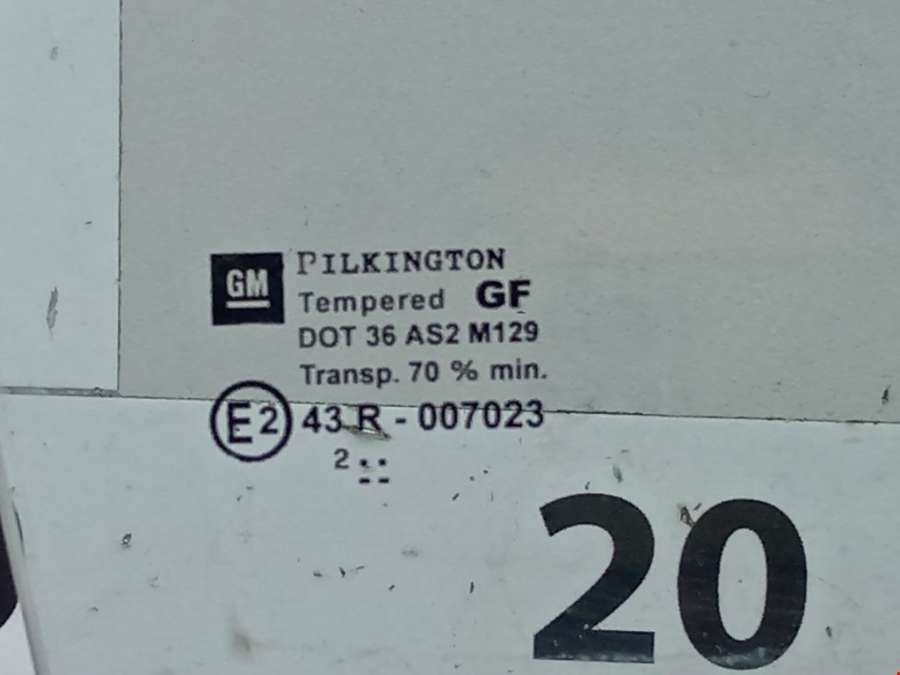 GM
PILKINGTON
Tempered GF
DOT 36 AS2 M129
Transp. 70 % min.
E2 43 R - 007023
2
20